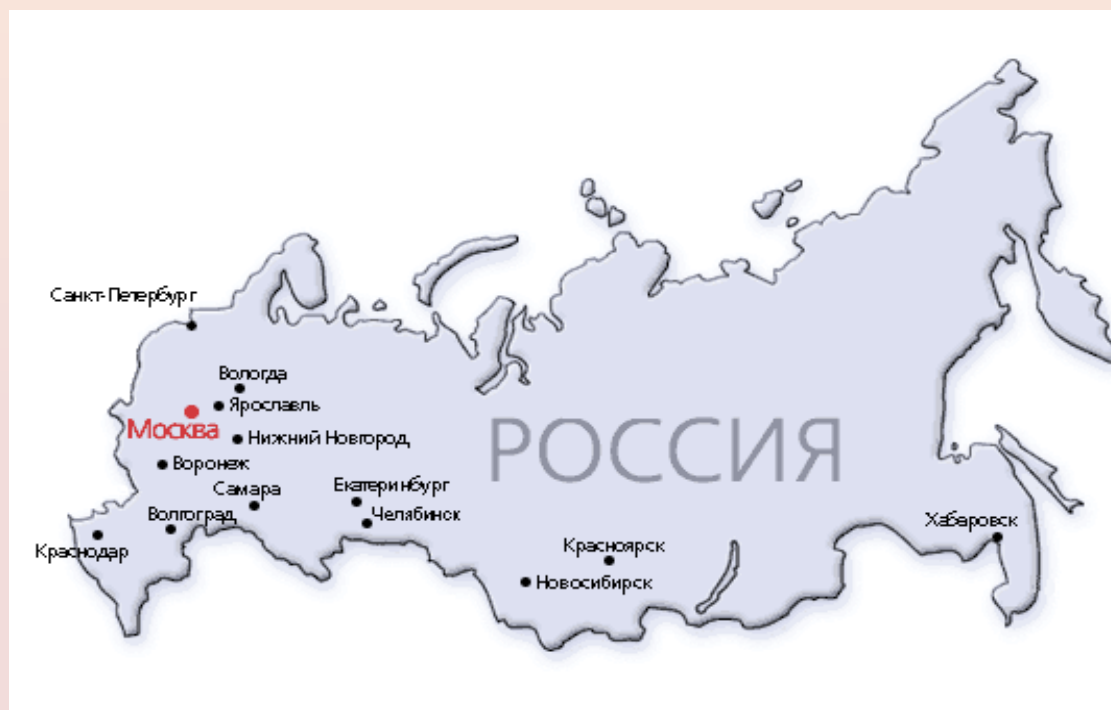 Санкт-Петербург
Вологда
Ярославль
Москва
Нижний Новгород
РОССИЯ
Воронеж
Самара
Екатеринбург
Волгоград
Челябинск
Хабаровск
Краснодар
Красноярск
Новосибирск